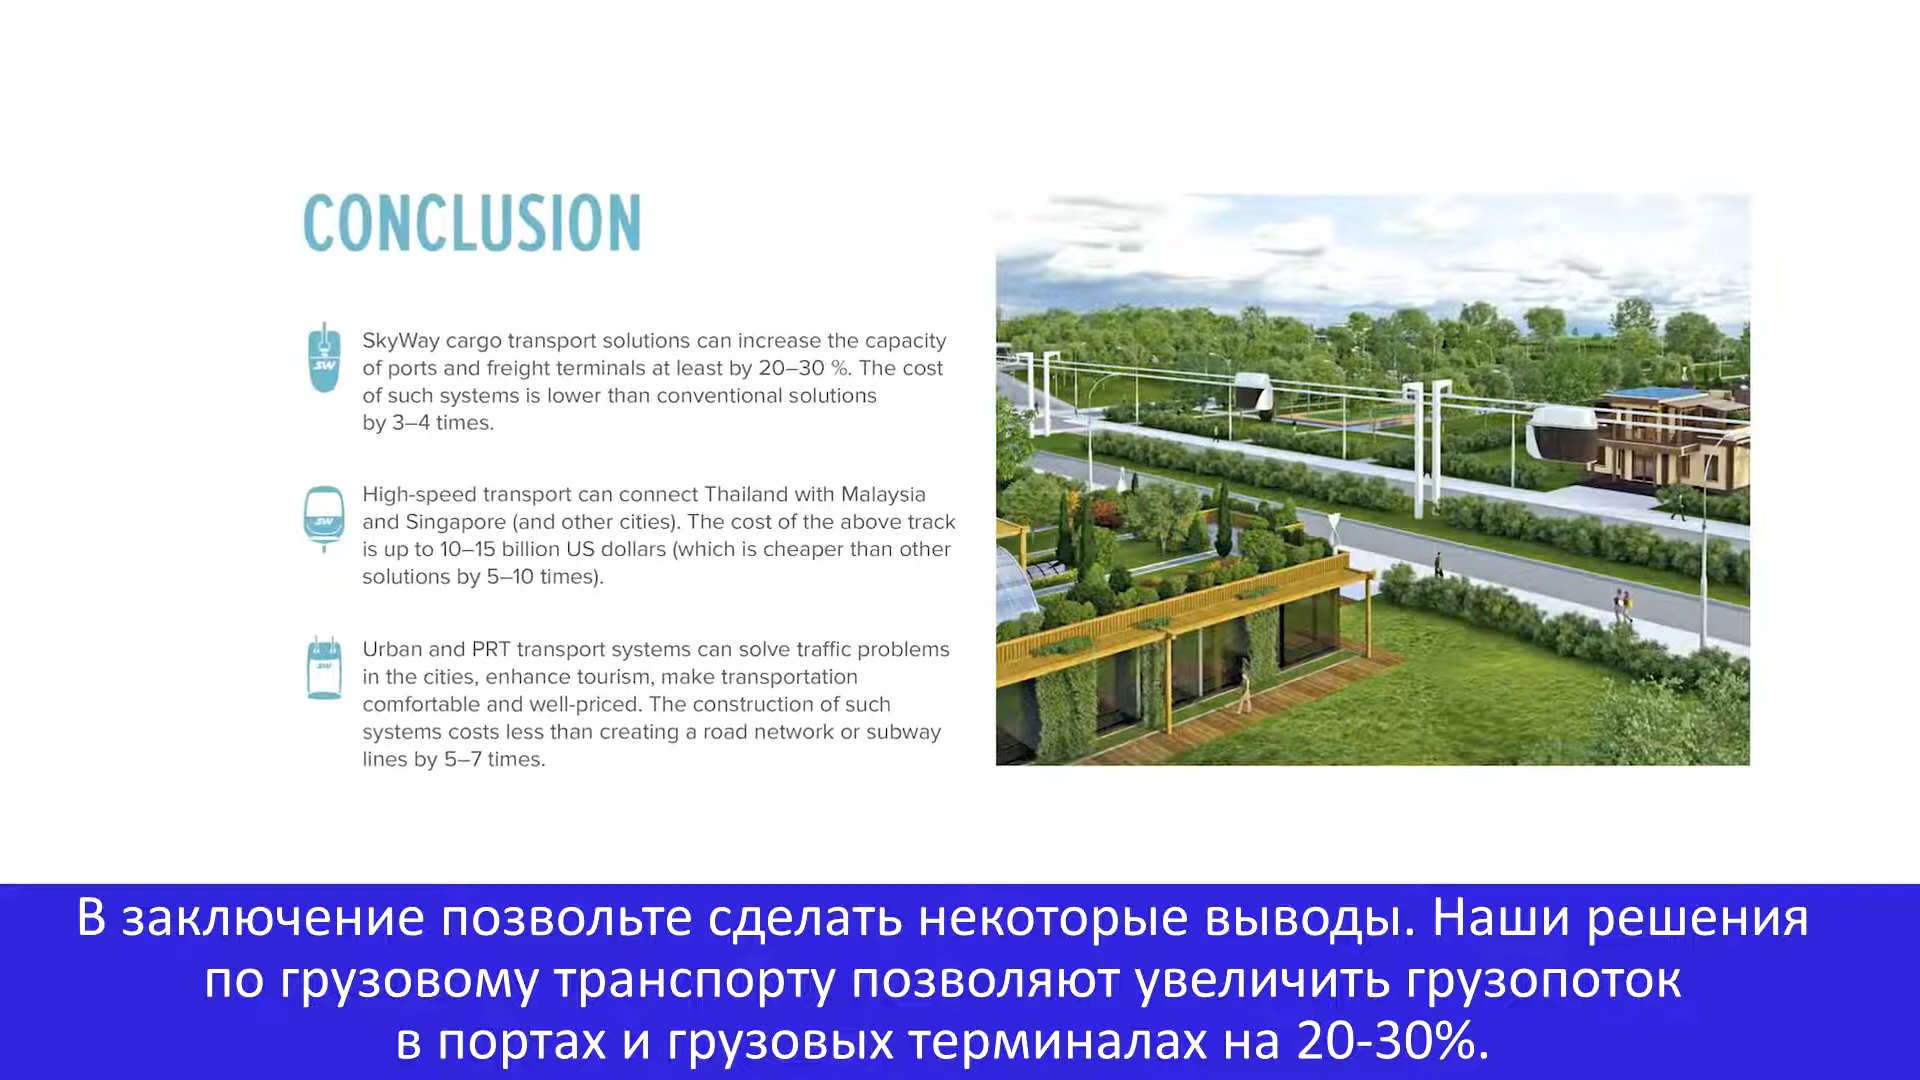 CONCLUSION
SW
SkyWay cargo transport solutions can increase the capacity
of ports and freight terminals at least by 20–30 %. The cost
of such systems is lower than conventional solutions
by 3–4 times.
SW
High-speed transport can connect Thailand with Malaysia
and Singapore (and other cities). The cost of the above track
is up to 10–15 billion US dollars (which is cheaper than other
solutions by 5–10 times).
SW
Urban and PRT transport systems can solve traffic problems
in the cities, enhance tourism, make transportation
comfortable and well-priced. The construction of such
systems costs less than creating a road network or subway
lines by 5–7 times.
В заключение позвольте сделать некоторые выводы. Наши решения
по грузовому транспорту позволяют увеличить грузопоток
в портах и грузовых терминалах на 20-30%.